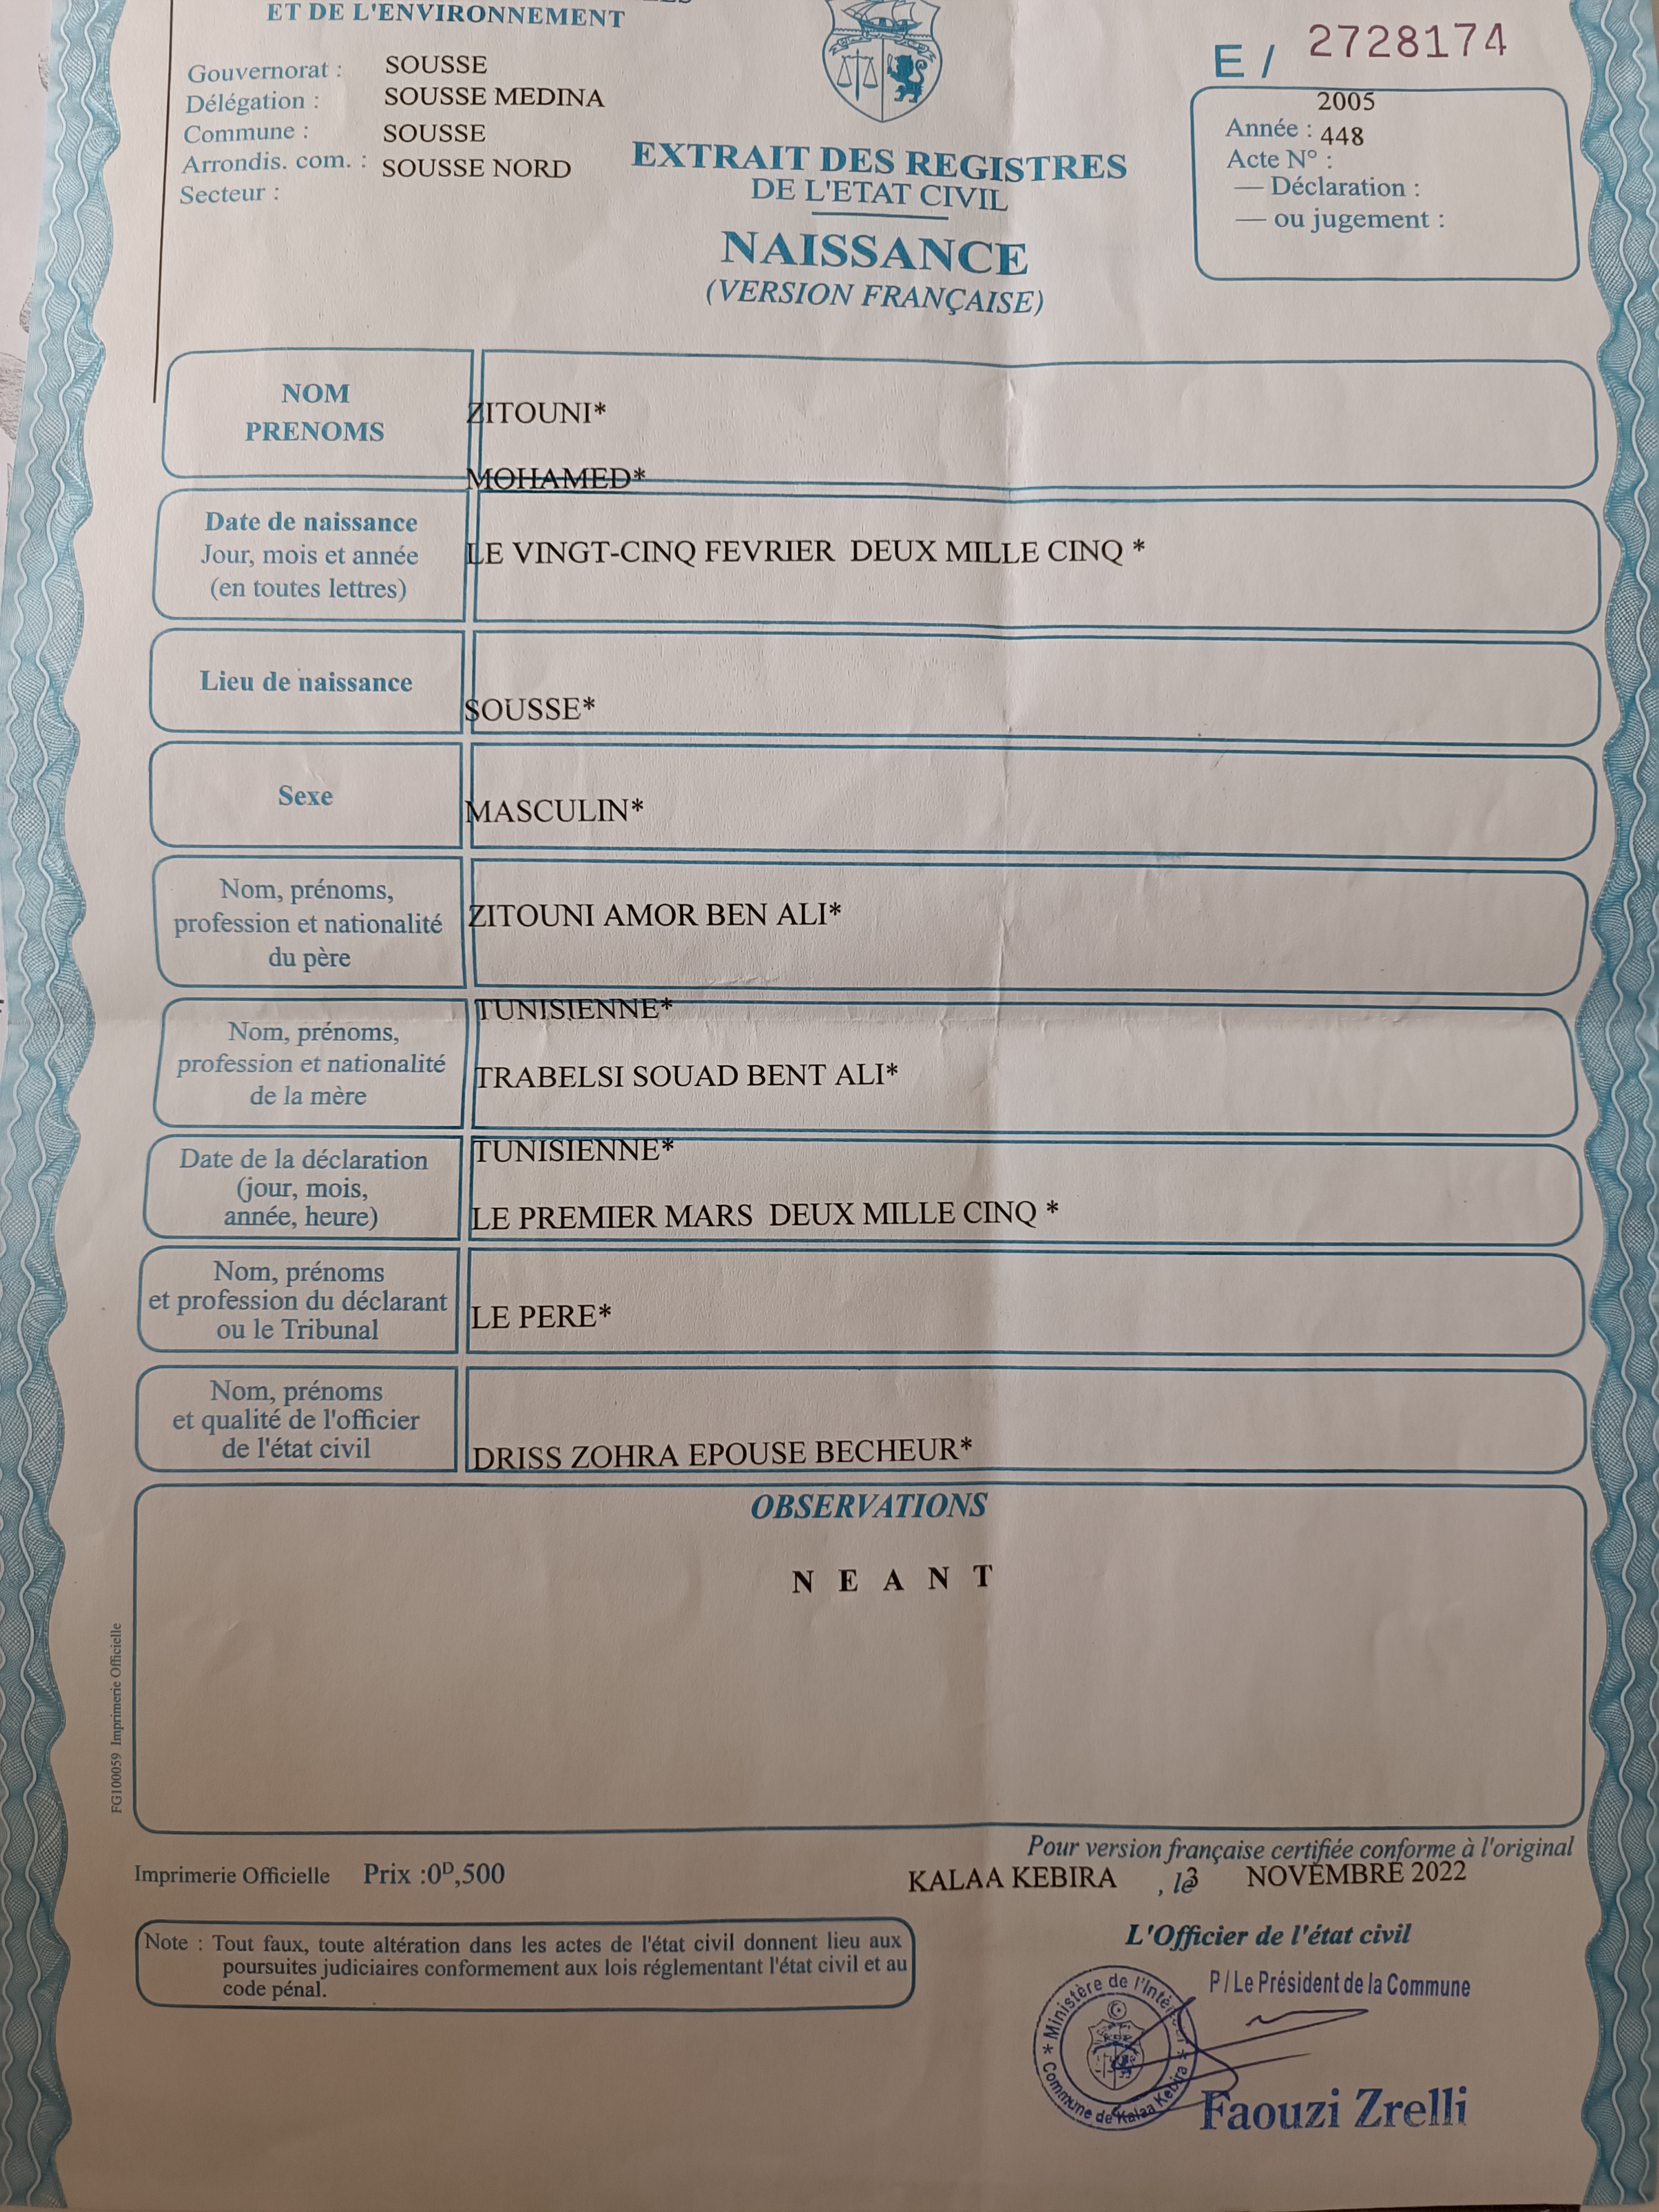 ET DE L'ENVIRONNEMENT
E / 2728174
Gouvernorat : SOUSSE
Délégation : SOUSSE MEDINA
Commune : SOUSSE
Arrondis. com. : SOUSSE NORD
Secteur :
2005
Année : 448
Acte N° :
— Déclaration :
— ou jugement :
EXTRAIT DES REGISTRES
DE L'ETAT CIVIL
NAISSANCE
(VERSION FRANÇAISE)
NOM
PRENOMS
ZITOUNI*
MOHAMED*
Date de naissance
Jour, mois et année
(en toutes lettres)
LE VINGT-CINQ FEVRIER DEUX MILLE CINQ *
Lieu de naissance
SOUSSE*
Sexe
MASCULIN*
Nom, prénoms,
profession et nationalité
du père
ZITOUNI AMOR BEN ALI*
TUNISIENNE*
Nom, prénoms,
profession et nationalité
de la mère
TRABELSI SOUAD BENT ALI*
TUNISIENNE*
Date de la déclaration
(jour, mois,
année, heure)
LE PREMIER MARS DEUX MILLE CINQ *
Nom, prénoms
et profession du déclarant
ou le Tribunal
LE PERE*
Nom, prénoms
et qualité de l'officier
de l'état civil
DRISS ZOHRA EPOUSE BECHEUR*
OBSERVATIONS
N E A N T
FG100059 Imprimerie Officielle
Pour version française certifiée conforme à l'original
Imprimerie Officielle Prix :0D,500
KALAA KEBIRA , le 3 NOVEMBRE 2022
Note : Tout faux, toute altération dans les actes de l'état civil donnent lieu aux
poursuites judiciaires conformement aux lois réglementant l'état civil et au
code pénal.
L'Officier de l'état civil
P / Le Président de la Commune
* Ministère de l'Intérieur *
Commune de Kalaa Kebira
Faouzi Zrelli